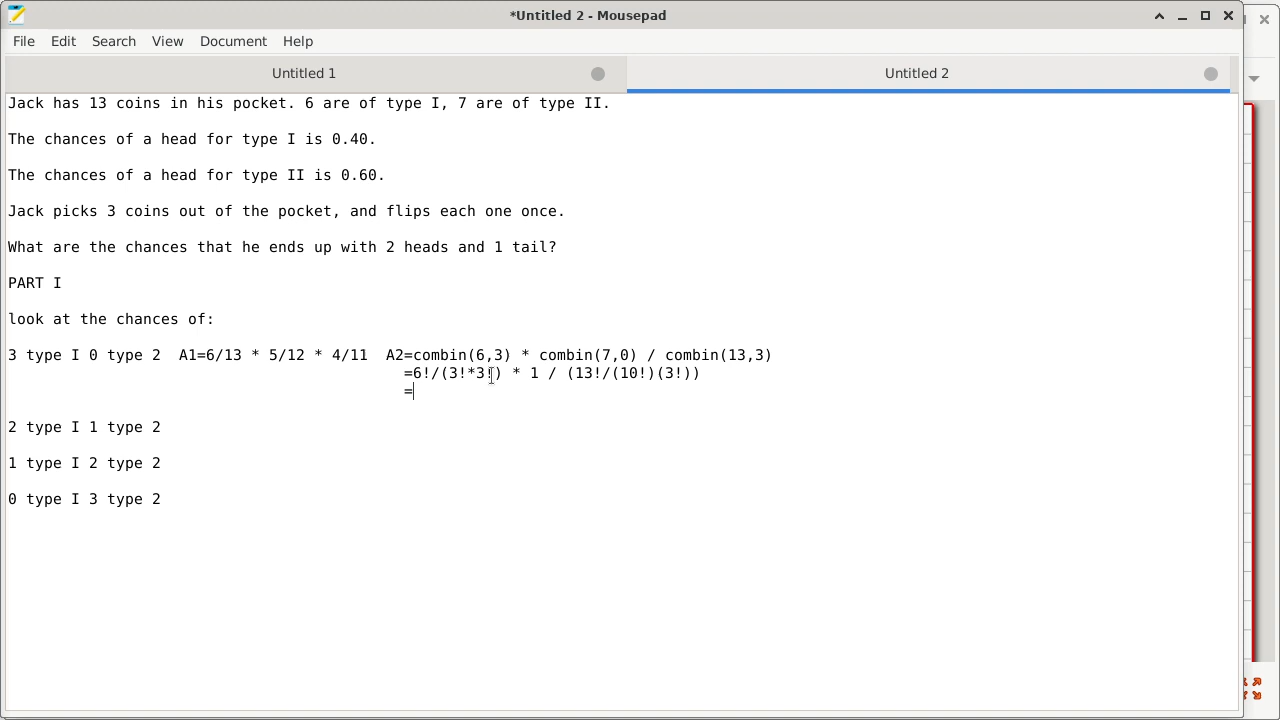 *Untitled 2 - Mousepad
File Edit Search View Document Help
Untitled 1 Untitled 2
Jack has 13 coins in his pocket. 6 are of type I, 7 are of type II.
The chances of a head for type I is 0.40.
The chances of a head for type II is 0.60.
Jack picks 3 coins out of the pocket, and flips each one once.
What are the chances that he ends up with 2 heads and 1 tail?
PART I
look at the chances of:
3 type I 0 type 2  A1=6/13 * 5/12 * 4/11  A2=combin(6,3) * combin(7,0) / combin(13,3)
=6!/(3!*3!) * 1 / (13!/(10!)(3!))
=
2 type I 1 type 2
1 type I 2 type 2
0 type I 3 type 2